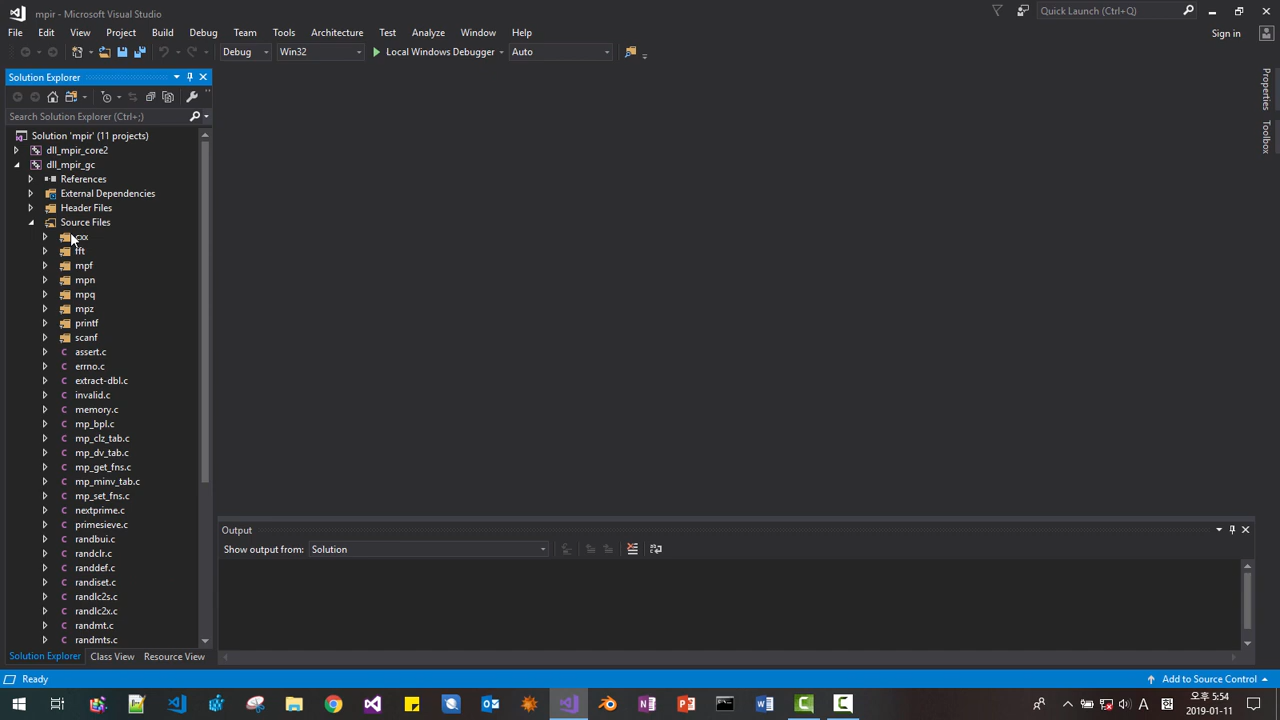 mpir - Microsoft Visual Studio
Quick Launch (Ctrl+Q)
File Edit View Project Build Debug Team Tools Architecture Test Analyze Window Help
Sign in
Debug Win32 Local Windows Debugger Auto
Solution Explorer
Search Solution Explorer (Ctrl+;)
Solution 'mpir' (11 projects)
dll_mpir_core2
dll_mpir_gc
References
External Dependencies
Header Files
Source Files
cxx
fft
mpf
mpn
mpq
mpz
printf
scanf
assert.c
errno.c
extract-dbl.c
invalid.c
memory.c
mp_bpl.c
mp_clz_tab.c
mp_dv_tab.c
mp_get_fns.c
mp_minv_tab.c
mp_set_fns.c
nextprime.c
primesieve.c
randbui.c
randclr.c
randdef.c
randiset.c
randlc2s.c
randlc2x.c
randmt.c
randmts.c
Solution Explorer Class View Resource View
Properties
Toolbox
Output
Show output from: Solution
Ready
Add to Source Control
A
오후 5:54
2019-01-11